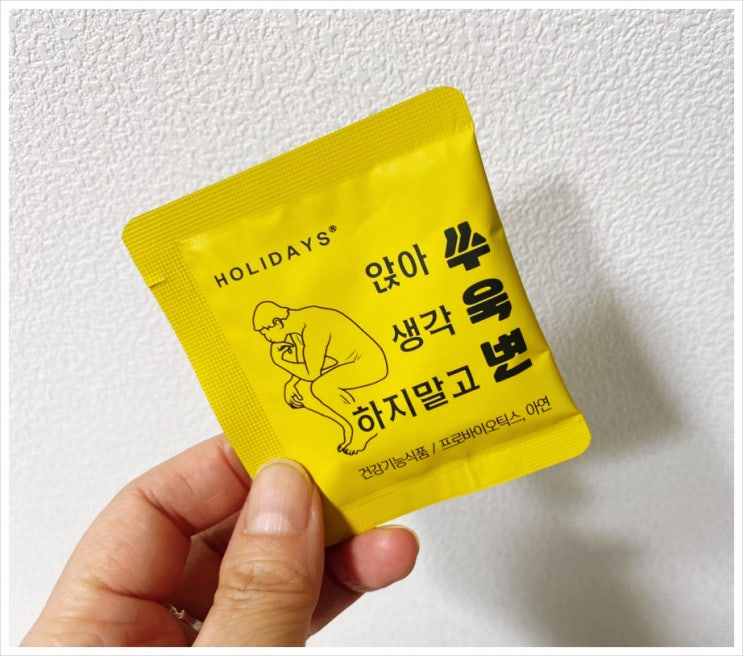 HOLIDAYS®
앉아 쑤
생각 욱
하지말고 변
건강기능식품 / 프로바이오틱스, 아연